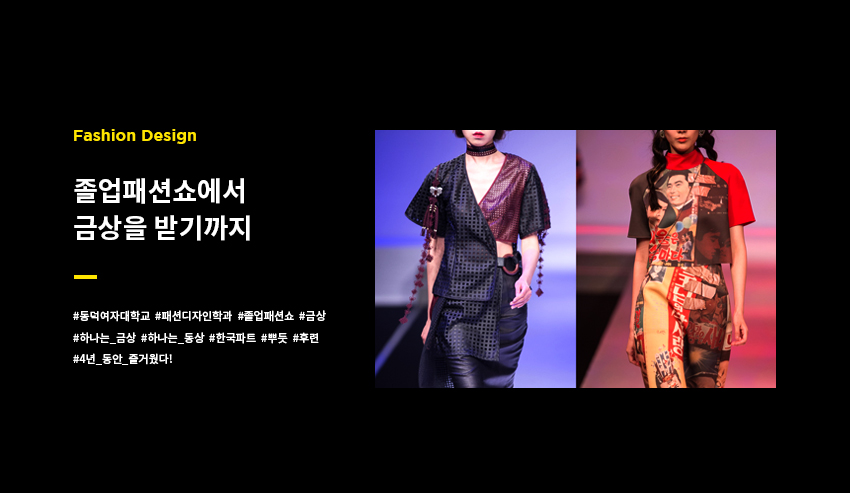 Fashion Design
졸업패션쇼에서
금상을 받기까지
#동덕여자대학교 #패션디자인학과 #졸업패션쇼 #금상
#하나는_금상 #하나는_동상 #한국파트 #뿌듯 #후련
#4년_동안_즐거웠다!